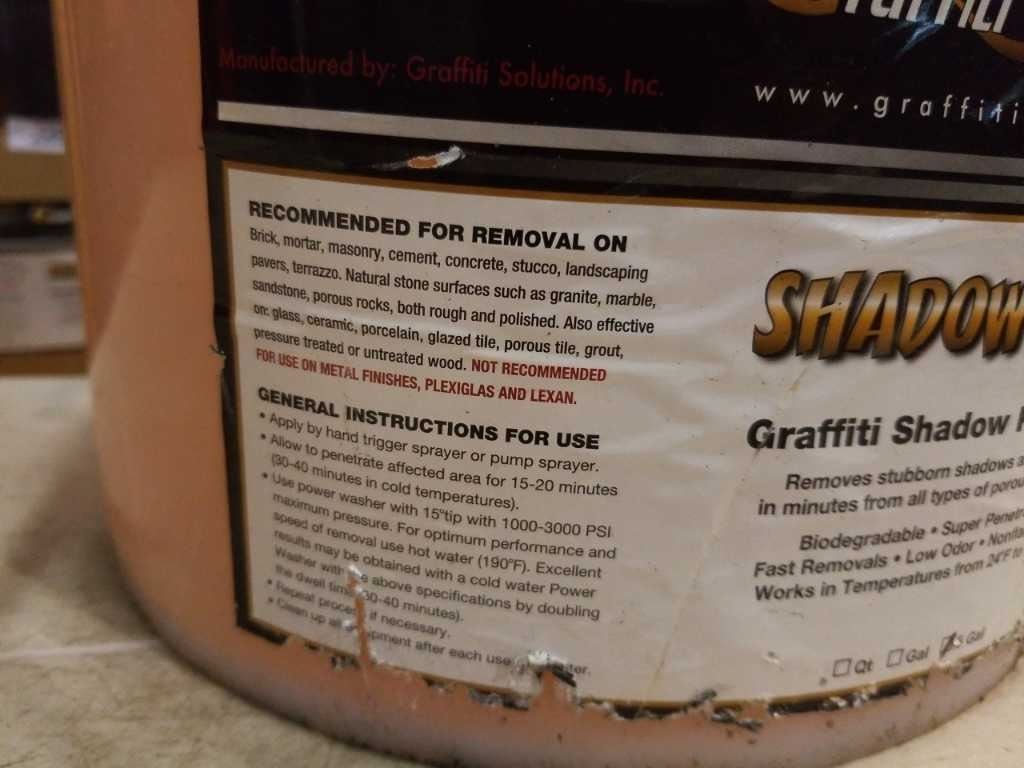 Graffiti
Manufactured by: Graffiti Solutions, Inc.
www.graffiti
RECOMMENDED FOR REMOVAL ON
Brick, mortar, masonry, cement, concrete, stucco, landscaping
pavers, terrazzo. Natural stone surfaces such as granite, marble,
sandstone, porous rocks, both rough and polished. Also effective
on: glass, ceramic, porcelain, glazed tile, porous tile, grout,
pressure treated or untreated wood. NOT RECOMMENDED
FOR USE ON METAL FINISHES, PLEXIGLAS AND LEXAN.
GENERAL INSTRUCTIONS FOR USE
• Apply by hand trigger sprayer or pump sprayer.
• Allow to penetrate affected area for 15-20 minutes
(30-40 minutes in cold temperatures).
• Use power washer with 15°tip with 1000-3000 PSI
maximum pressure. For optimum performance and
speed of removal use hot water (190°F). Excellent
results may be obtained with a cold water Power
Washer with above specifications by doubling
the dwell time 30-40 minutes).
• Repeat process if necessary.
• Clean up all equipment after each use
SHADOW
Graffiti Shadow
Removes stubborn shadows
in minutes from all types of porou
Biodegradable • Super
Fast Removals • Low Odor •
Works in Temperatures from 24°F to
Qt Gal 5 Gal